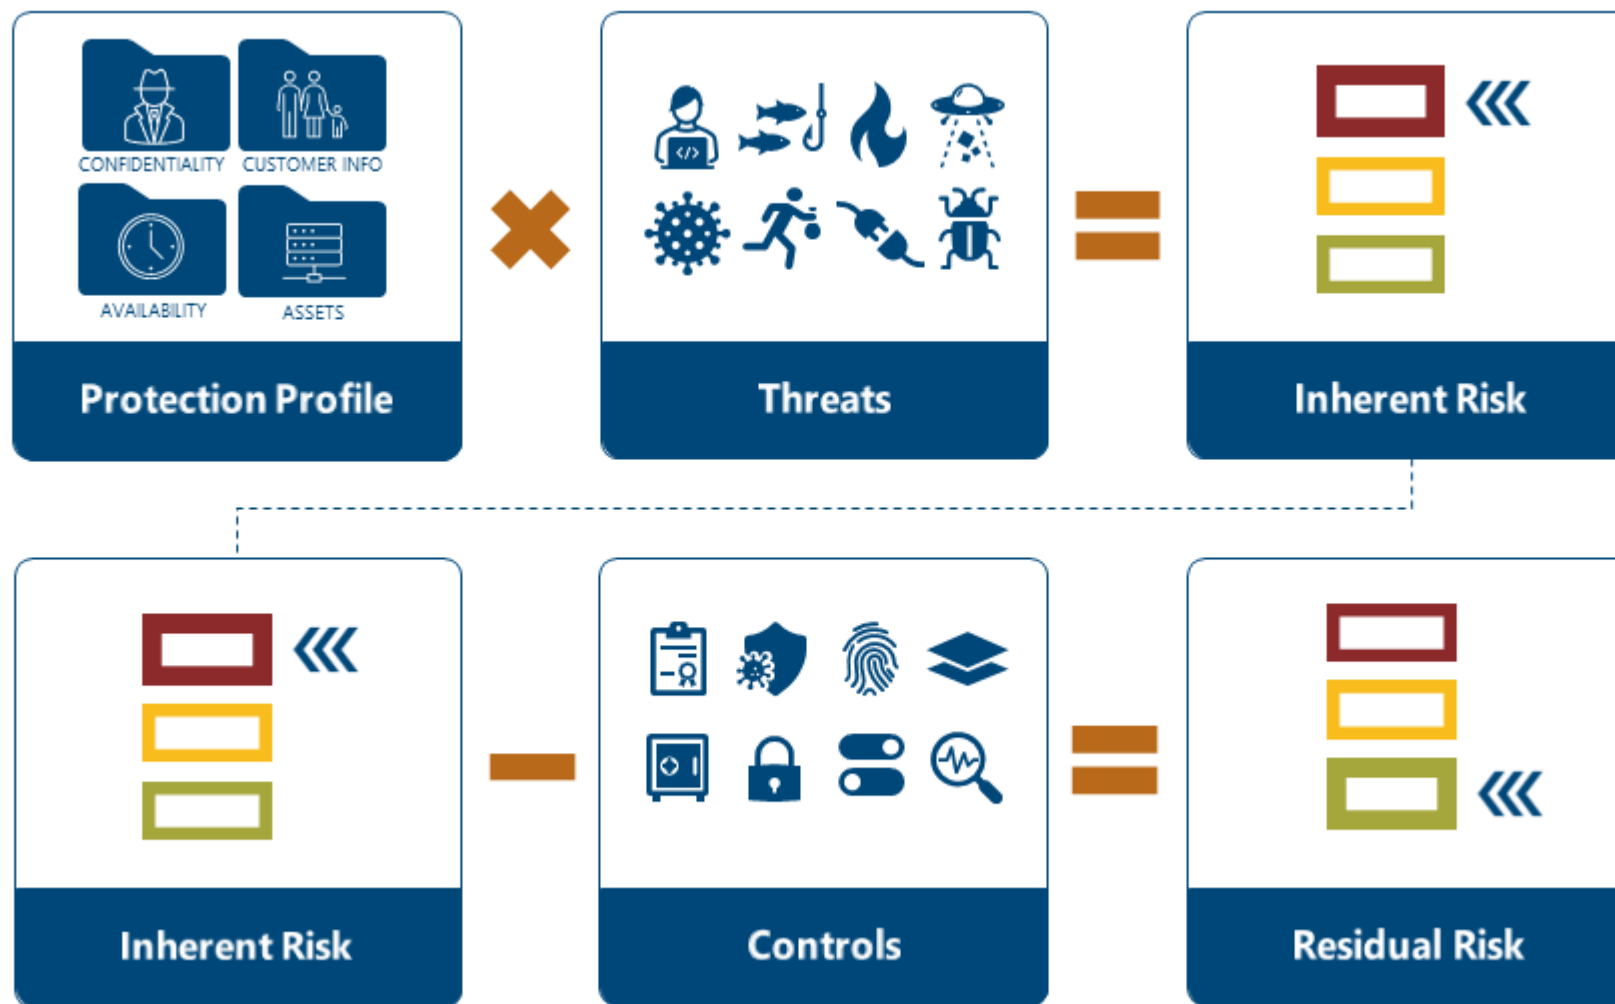 CONFIDENTIALITY
CUSTOMER INFO
AVAILABILITY
ASSETS
Protection Profile
</>
Threats
Inherent Risk
Inherent Risk
Controls
Residual Risk